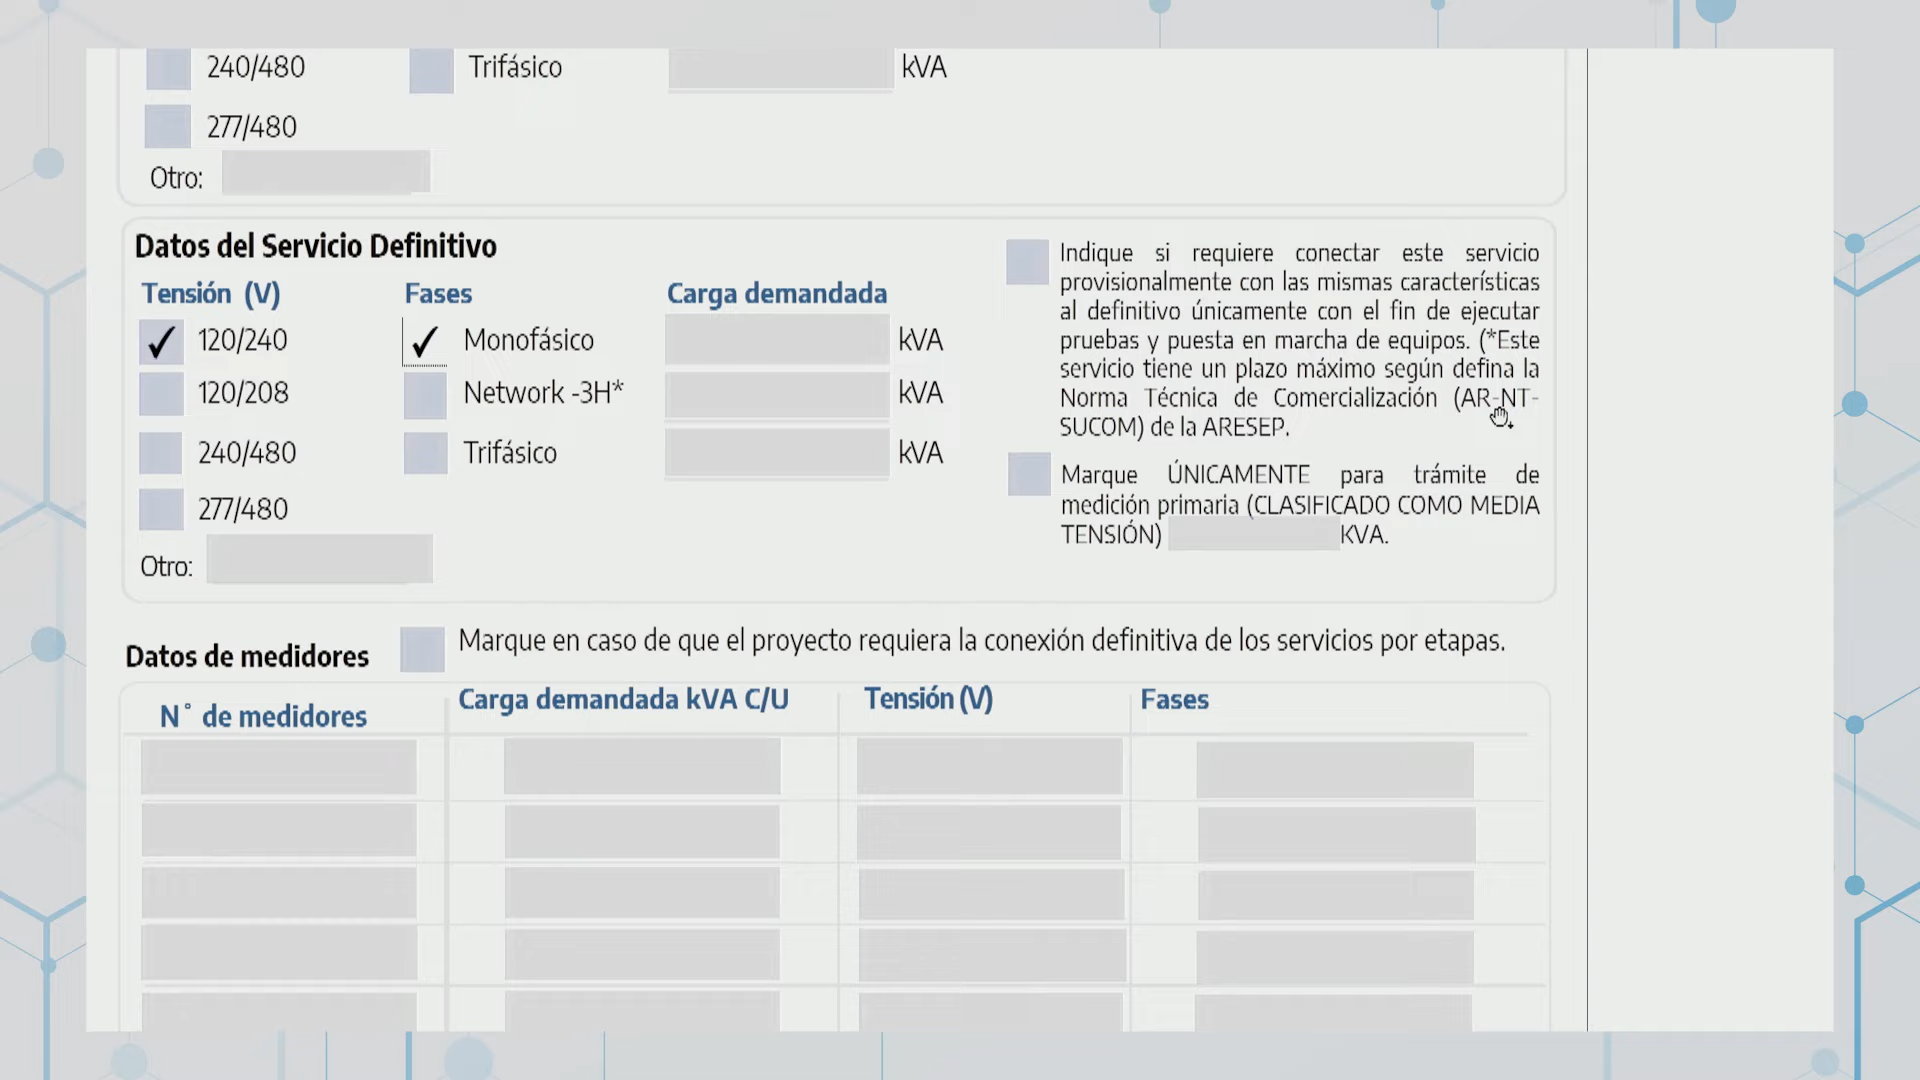 240/480 Trifásico kVA
277/480
Otro:
Datos del Servicio Definitivo
Tensión (V) Fases Carga demandada
120/240 Monofásico kVA
120/208 Network -3H* kVA
240/480 Trifásico kVA
277/480
Otro:
Indique si requiere conectar este servicio
provisionalmente con las mismas características
al definitivo únicamente con el fin de ejecutar
pruebas y puesta en marcha de equipos. (*Este
servicio tiene un plazo máximo según defina la
Norma Técnica de Comercialización (AR-NT-
SUCOM) de la ARESEP.
Marque ÚNICAMENTE para trámite de
medición primaria (CLASIFICADO COMO MEDIA
TENSIÓN) KVA.
Datos de medidores Marque en caso de que el proyecto requiera la conexión definitiva de los servicios por etapas.
N° de medidores Carga demandada kVA C/U Tensión (V) Fases